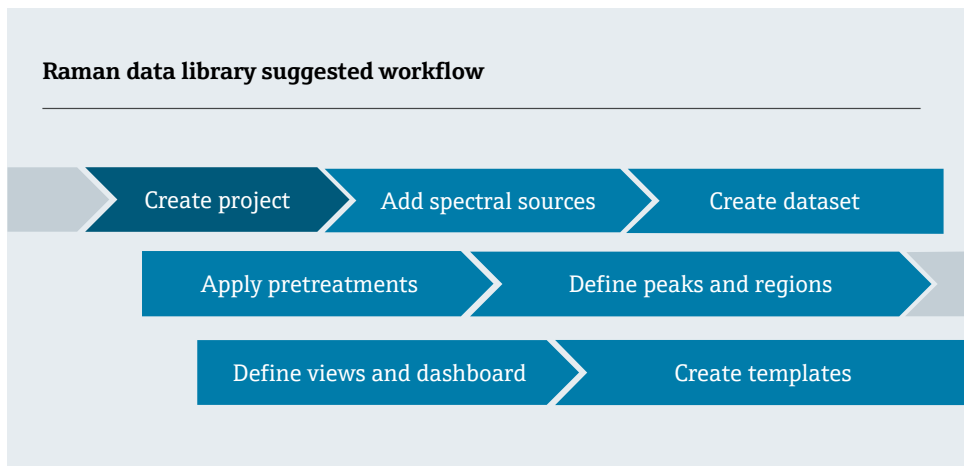 Raman data library suggested workflow
Create project Add spectral sources Create dataset
Apply pretreatments Define peaks and regions
Define views and dashboard Create templates